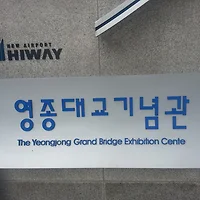 NEW AIRPORT
HIWAY
영종대교기념관
The Yeongjong Grand Bridge Exhibition Cente